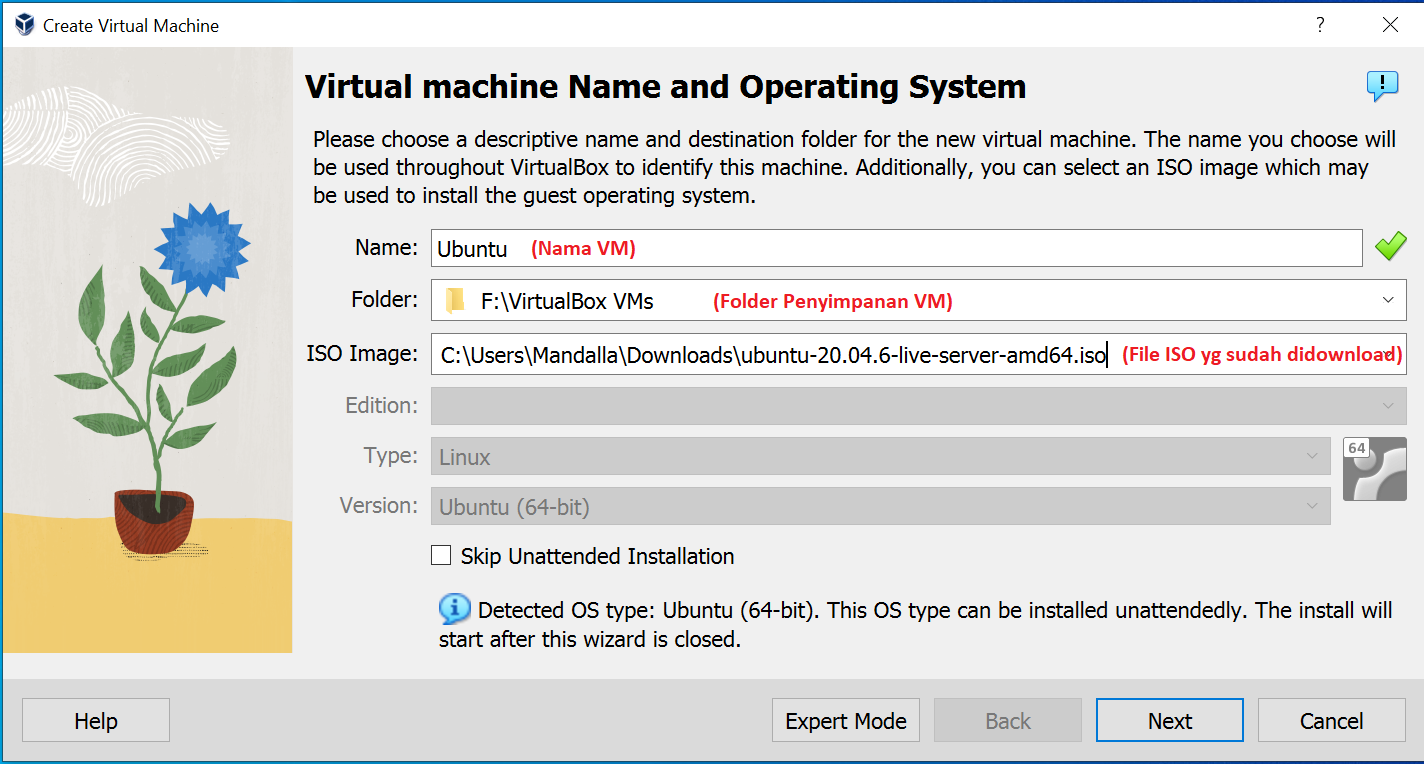 Create Virtual Machine
?
Virtual machine Name and Operating System
Please choose a descriptive name and destination folder for the new virtual machine. The name you choose will
be used throughout VirtualBox to identify this machine. Additionally, you can select an ISO image which may
be used to install the guest operating system.
Name: Ubuntu (Nama VM)
Folder: F:\VirtualBox VMs (Folder Penyimpanan VM)
ISO Image: C:\Users\Mandalla\Downloads\ubuntu-20.04.6-live-server-amd64.iso (File ISO yg sudah didownload)
Edition:
Type: Linux 64
Version: Ubuntu (64-bit)
Skip Unattended Installation
Detected OS type: Ubuntu (64-bit). This OS type can be installed unattendedly. The install will
start after this wizard is closed.
Help Expert Mode Back Next Cancel